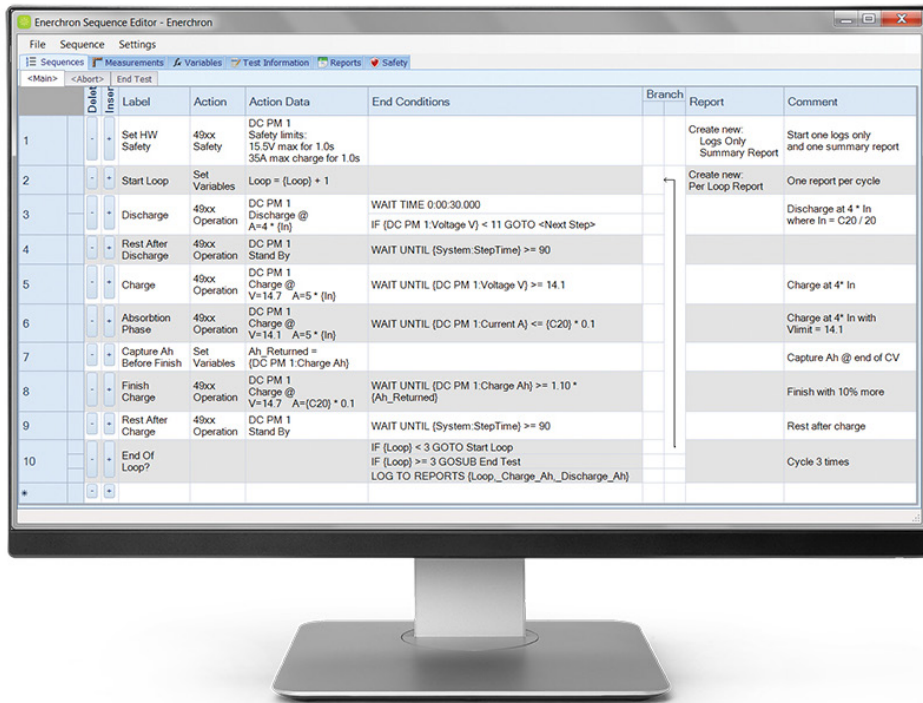 Enerchron Sequence Editor - Enerchron
File Sequence Settings
Sequences Measurements Variables Test Information Reports Safety
<Main> <Abort> End Test
Delet Inser Label Action Action Data End Conditions Branch Report Comment
1 - + Set HW Safety 49xx Safety DC PM 1 Safety limits: 15.5V max for 1.0s 35A max charge for 1.0s Create new: Logs Only Summary Report Start one logs only and one summary report
2 - + Start Loop Set Variables Loop = {Loop} + 1 Create new: Per Loop Report One report per cycle
3 - + Discharge 49xx Operation DC PM 1 Discharge @ A=4 * {In} WAIT TIME 0:00:30.000 IF {DC PM 1:Voltage V} < 11 GOTO <Next Step> Discharge at 4 * In where In = C20 / 20
4 - + Rest After Discharge 49xx Operation DC PM 1 Stand By WAIT UNTIL {System:StepTime} >= 90
5 - + Charge 49xx Operation DC PM 1 Charge @ V=14.7 A=5 * {In} WAIT UNTIL {DC PM 1:Voltage V} >= 14.1 Charge at 4* In
6 - + Absorbtion Phase 49xx Operation DC PM 1 Charge @ V=14.1 A=5 * {In} WAIT UNTIL {DC PM 1:Current A} <= {C20} * 0.1 Charge at 4* In with Vlimit = 14.1
7 - + Capture Ah Before Finish Set Variables Ah_Returned = {DC PM 1:Charge Ah} Capture Ah @ end of CV
8 - + Finish Charge 49xx Operation DC PM 1 Charge @ V=14.7 A={C20} * 0.1 WAIT UNTIL {DC PM 1:Charge Ah} >= 1.10 * {Ah_Returned} Finish with 10% more
9 - + Rest After Charge 49xx Operation DC PM 1 Stand By WAIT UNTIL {System:StepTime} >= 90 Rest after charge
10 - + End Of Loop? IF {Loop} < 3 GOTO Start Loop IF {Loop} >= 3 GOSUB End Test LOG TO REPORTS {Loop,_Charge_Ah,_Discharge_Ah} Cycle 3 times
* - +